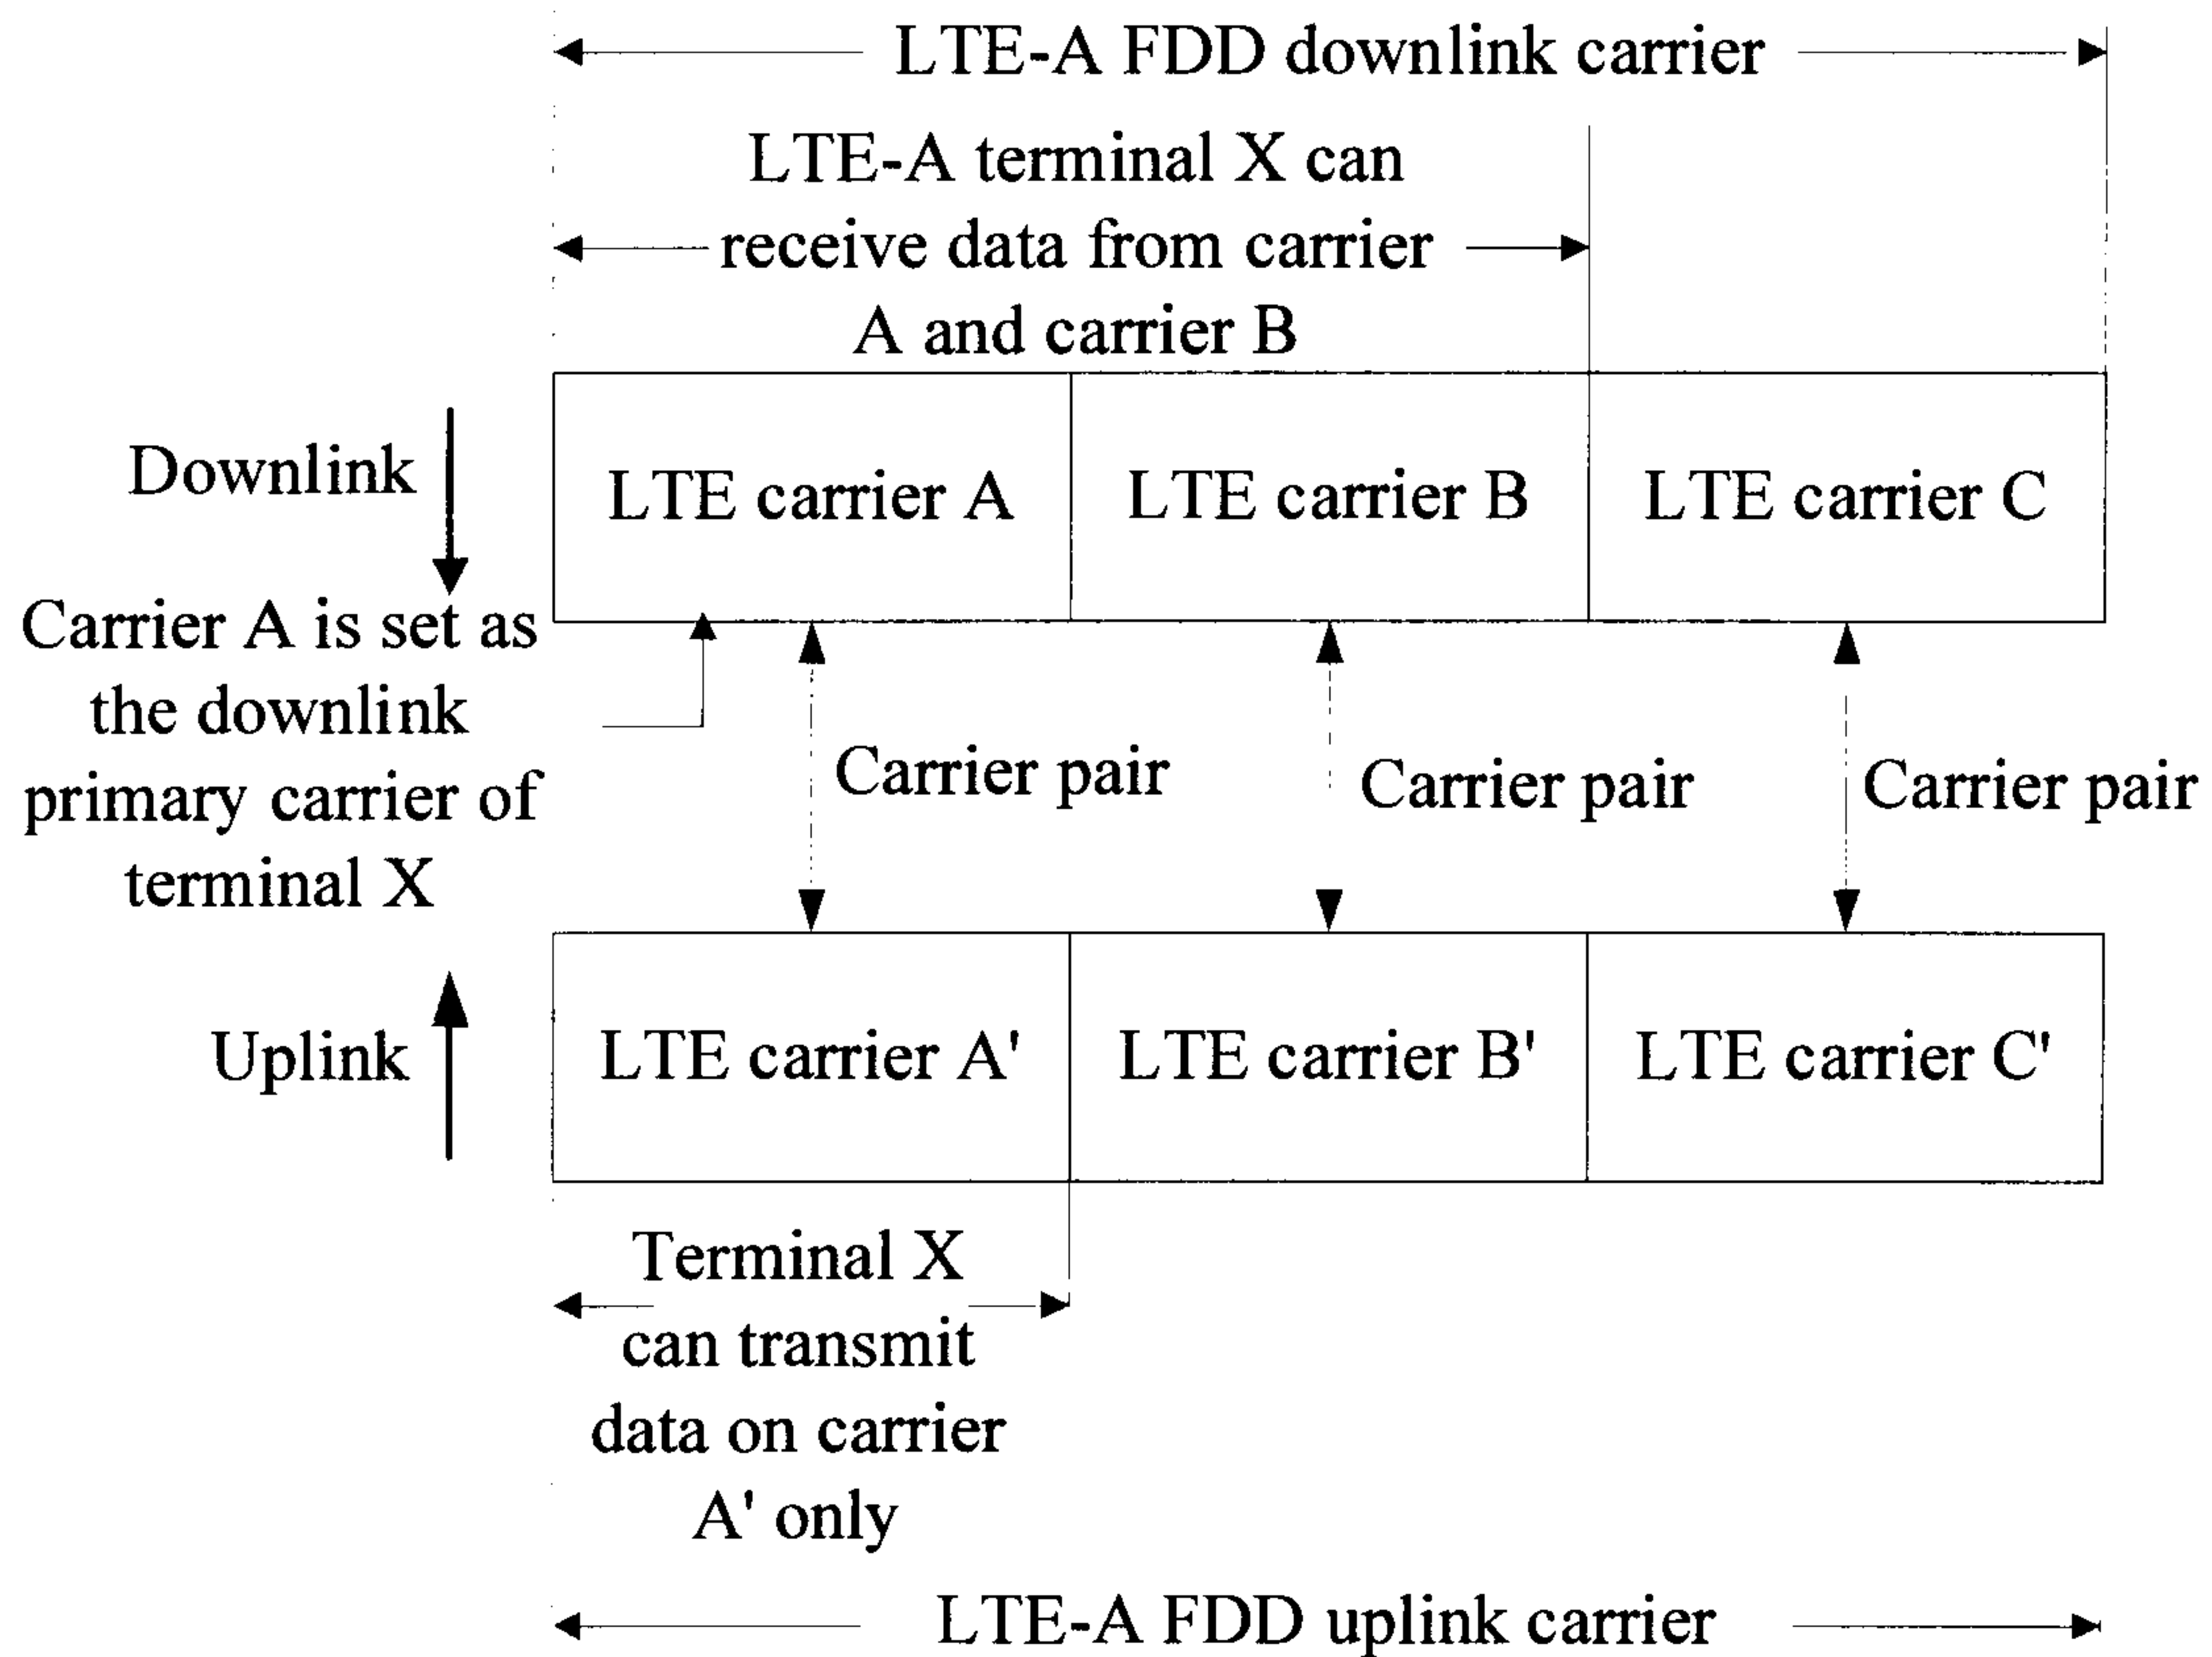 LTE-A FDD downlink carrier
LTE-A terminal X can
receive data from carrier
A and carrier B
Downlink
LTE carrier A
LTE carrier B
LTE carrier C
Carrier A is set as
the downlink
primary carrier of
terminal X
Carrier pair
Carrier pair
Carrier pair
Uplink
LTE carrier A'
LTE carrier B'
LTE carrier C'
Terminal X
can transmit
data on carrier
A' only
LTE-A FDD uplink carrier